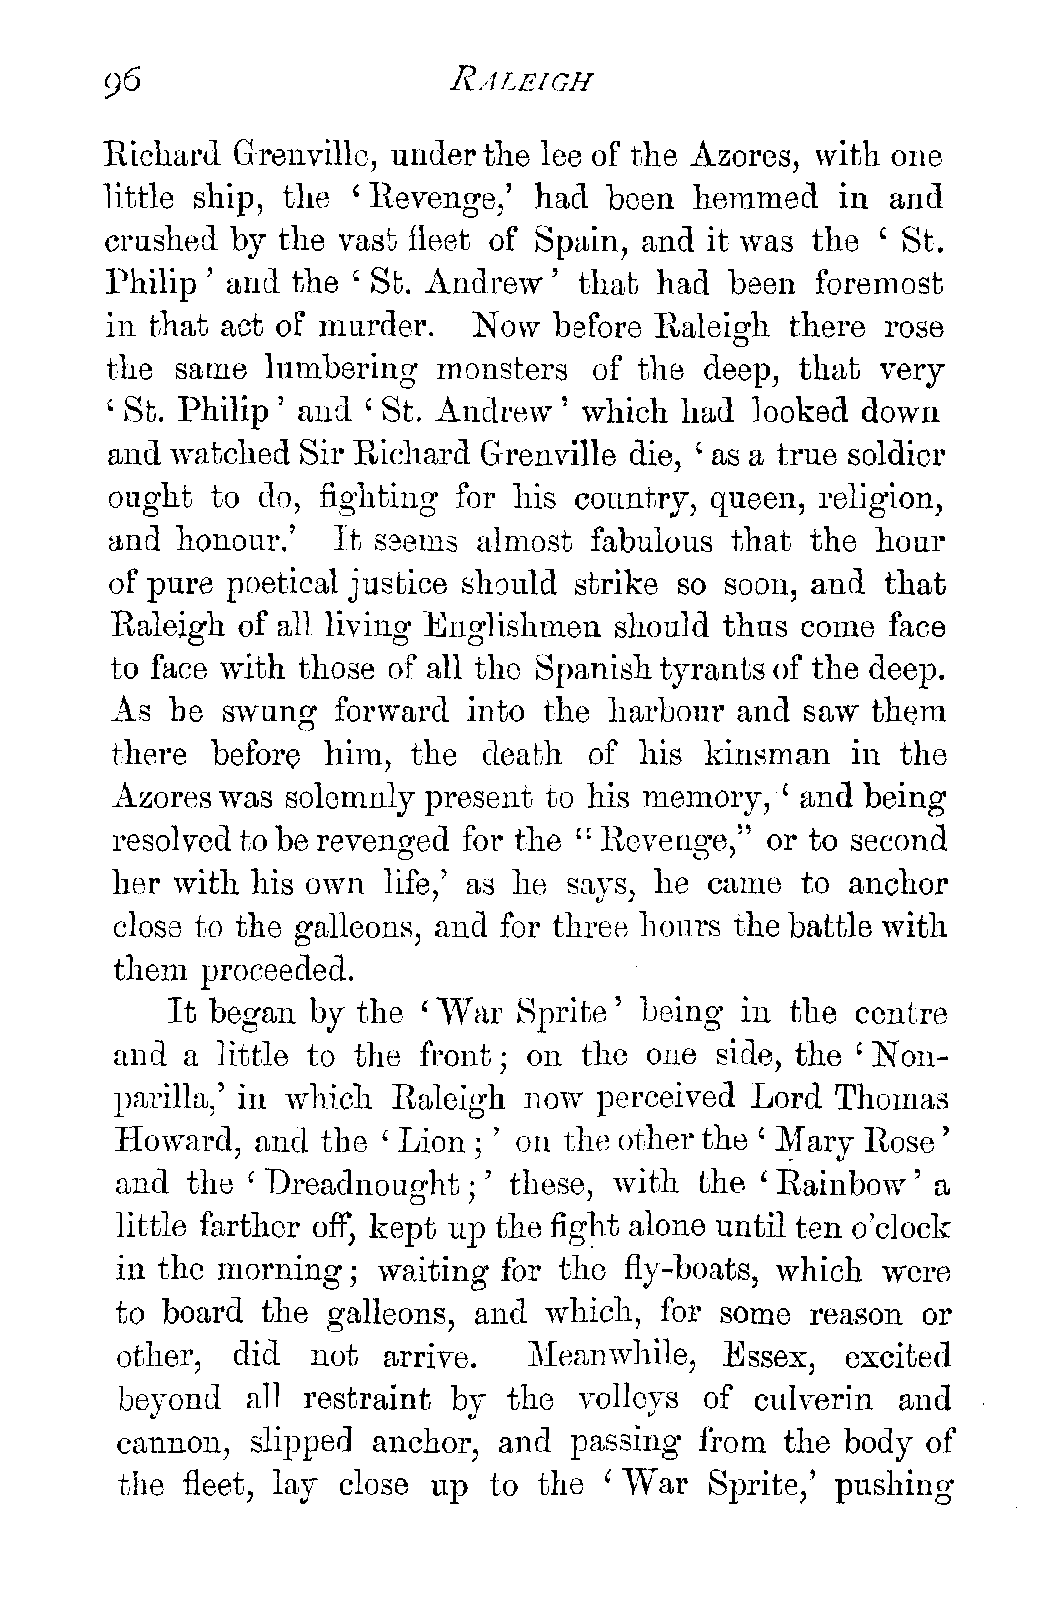 96 RALEIGH
Richard Grenville, under the lee of the Azores, with one
little ship, the ‘ Revenge,’ had been hemmed in and
crushed by the vast fleet of Spain, and it was the ‘ St.
Philip ’ and the ‘ St. Andrew ’ that had been foremost
in that act of murder. Now before Raleigh there rose
the same lumbering monsters of the deep, that very
‘ St. Philip ’ and ‘ St. Andrew ’ which had looked down
and watched Sir Richard Grenville die, ‘ as a true soldier
ought to do, fighting for his country, queen, religion,
and honour.’ It seems almost fabulous that the hour
of pure poetical justice should strike so soon, and that
Raleigh of all living Englishmen should thus come face
to face with those of all the Spanish tyrants of the deep.
As he swung forward into the harbour and saw them
there before him, the death of his kinsman in the
Azores was solemnly present to his memory, ‘ and being
resolved to be revenged for the “ Revenge,” or to second
her with his own life,’ as he says, he came to anchor
close to the galleons, and for three hours the battle with
them proceeded.
It began by the ‘ War Sprite ’ being in the centre
and a little to the front ; on the one side, the ‘ Non-
parilla,’ in which Raleigh now perceived Lord Thomas
Howard, and the ‘ Lion ; ’ on the other the ‘ Mary Rose ’
and the ‘ Dreadnought ; ’ these, with the ‘ Rainbow ’ a
little farther off, kept up the fight alone until ten o’clock
in the morning ; waiting for the fly-boats, which were
to board the galleons, and which, for some reason or
other, did not arrive. Meanwhile, Essex, excited
beyond all restraint by the volleys of culverin and
cannon, slipped anchor, and passing from the body of
the fleet, lay close up to the ‘ War Sprite,’ pushing